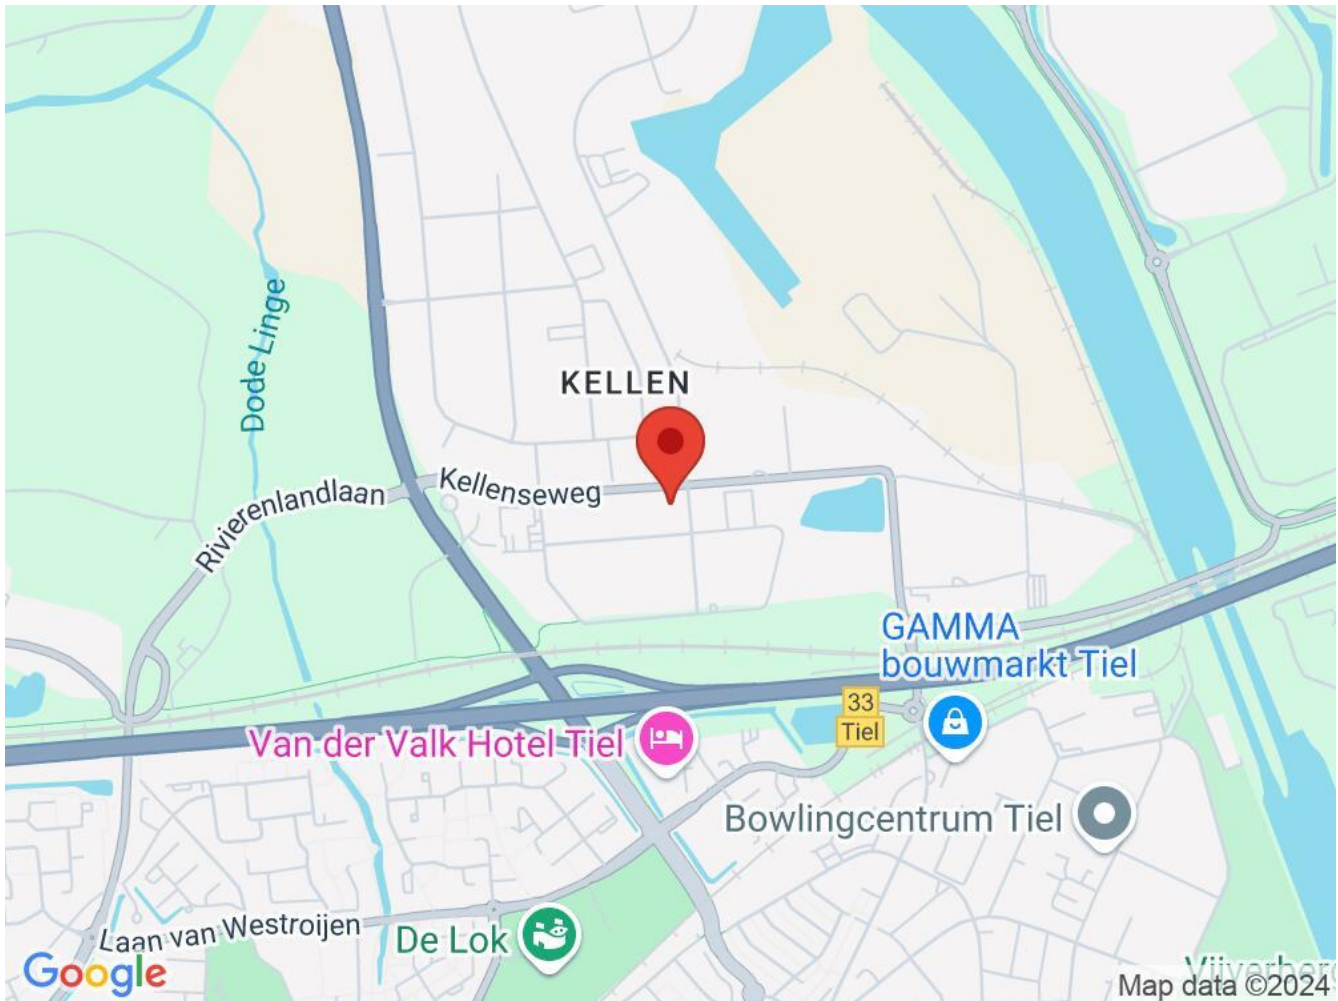 Dode Linge
KELLEN
Kellenseweg
Rivierenlandlaan
GAMMA
bouwmarkt Tiel
33
Tiel
Van der Valk Hotel Tiel
Bowlingcentrum Tiel
Laan van Westroijen
De Lok
Google
Map data ©2024